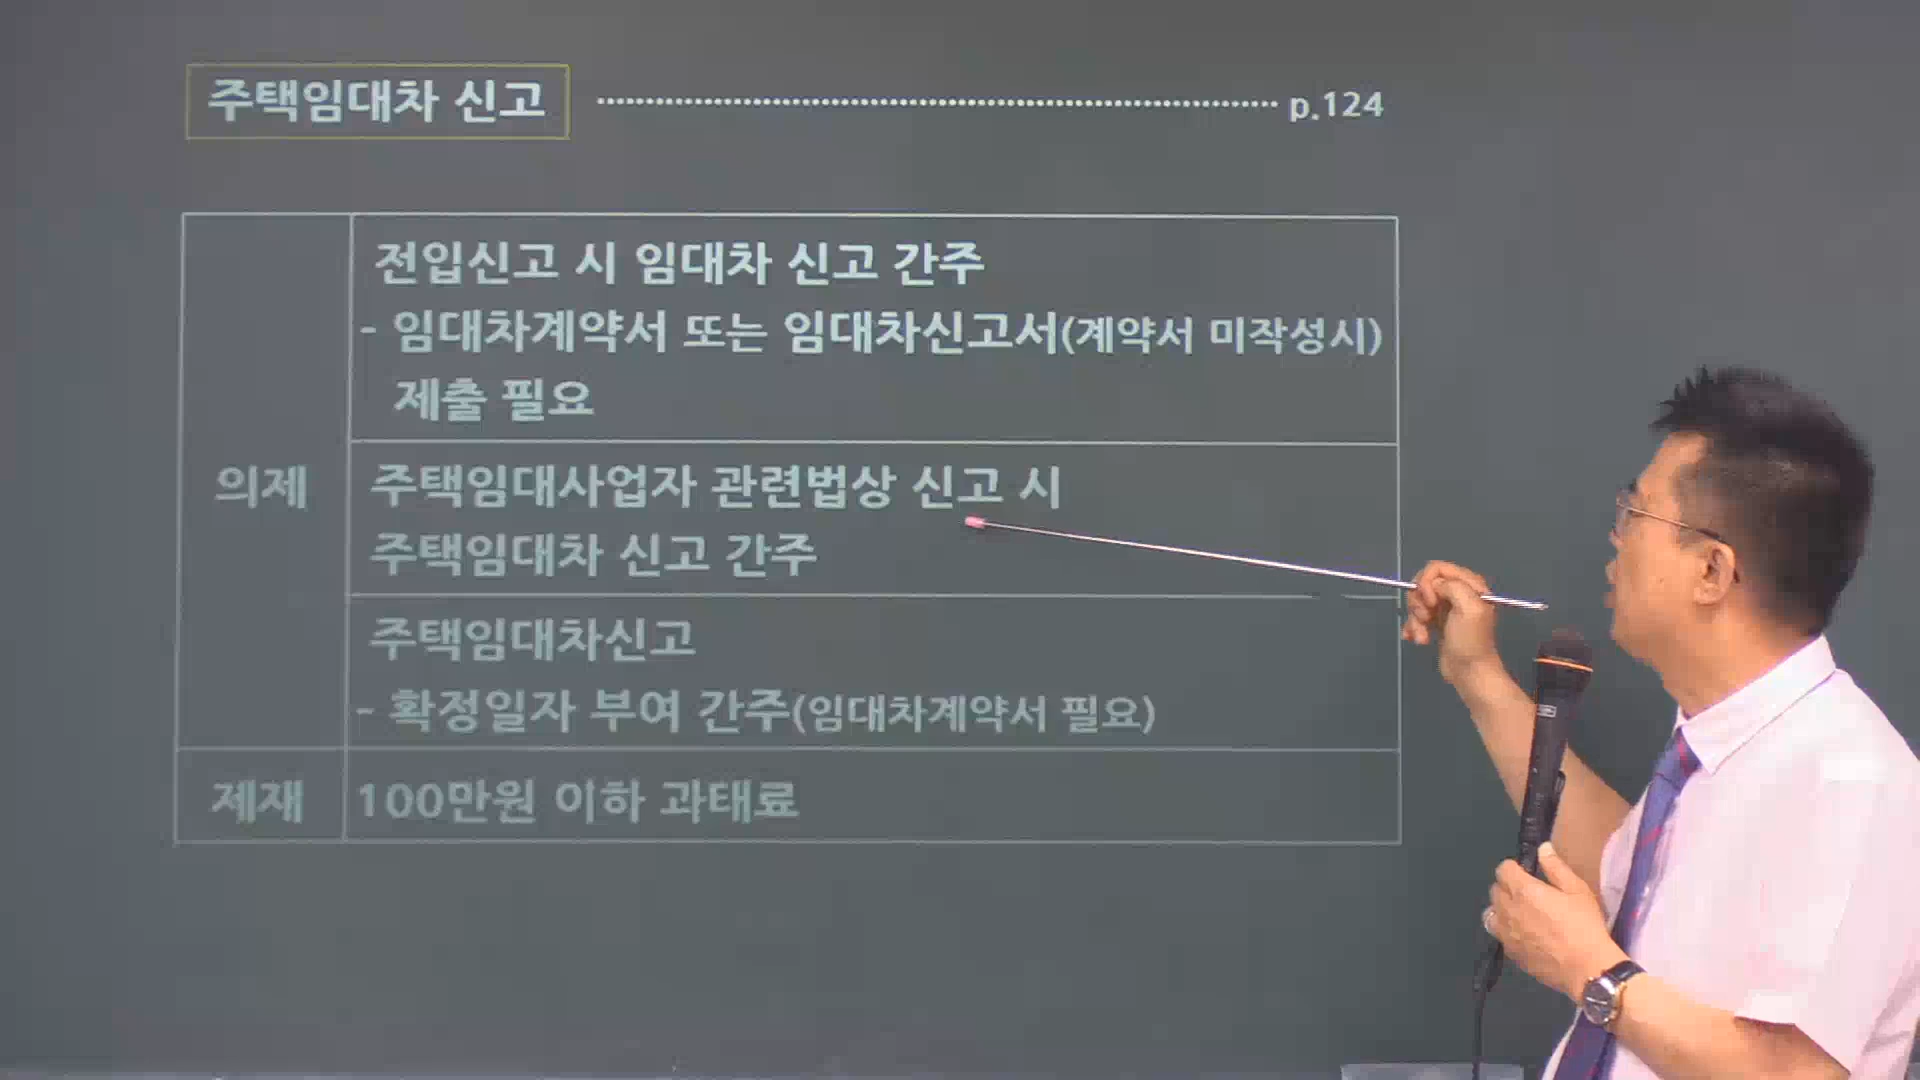 주택임대차 신고 p.124
전입신고 시 임대차 신고 간주
- 임대차계약서 또는 임대차신고서(계약서 미작성시)
제출 필요
의제
주택임대사업자 관련법상 신고 시
주택임대차 신고 간주
주택임대차신고
- 확정일자 부여 간주(임대차계약서 필요)
제재 100만원 이하 과태료